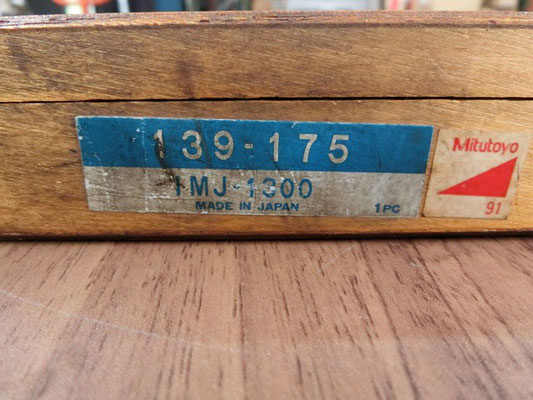 139-175
IMJ-1300
MADE IN JAPAN
1PC
Mitutoyo
91